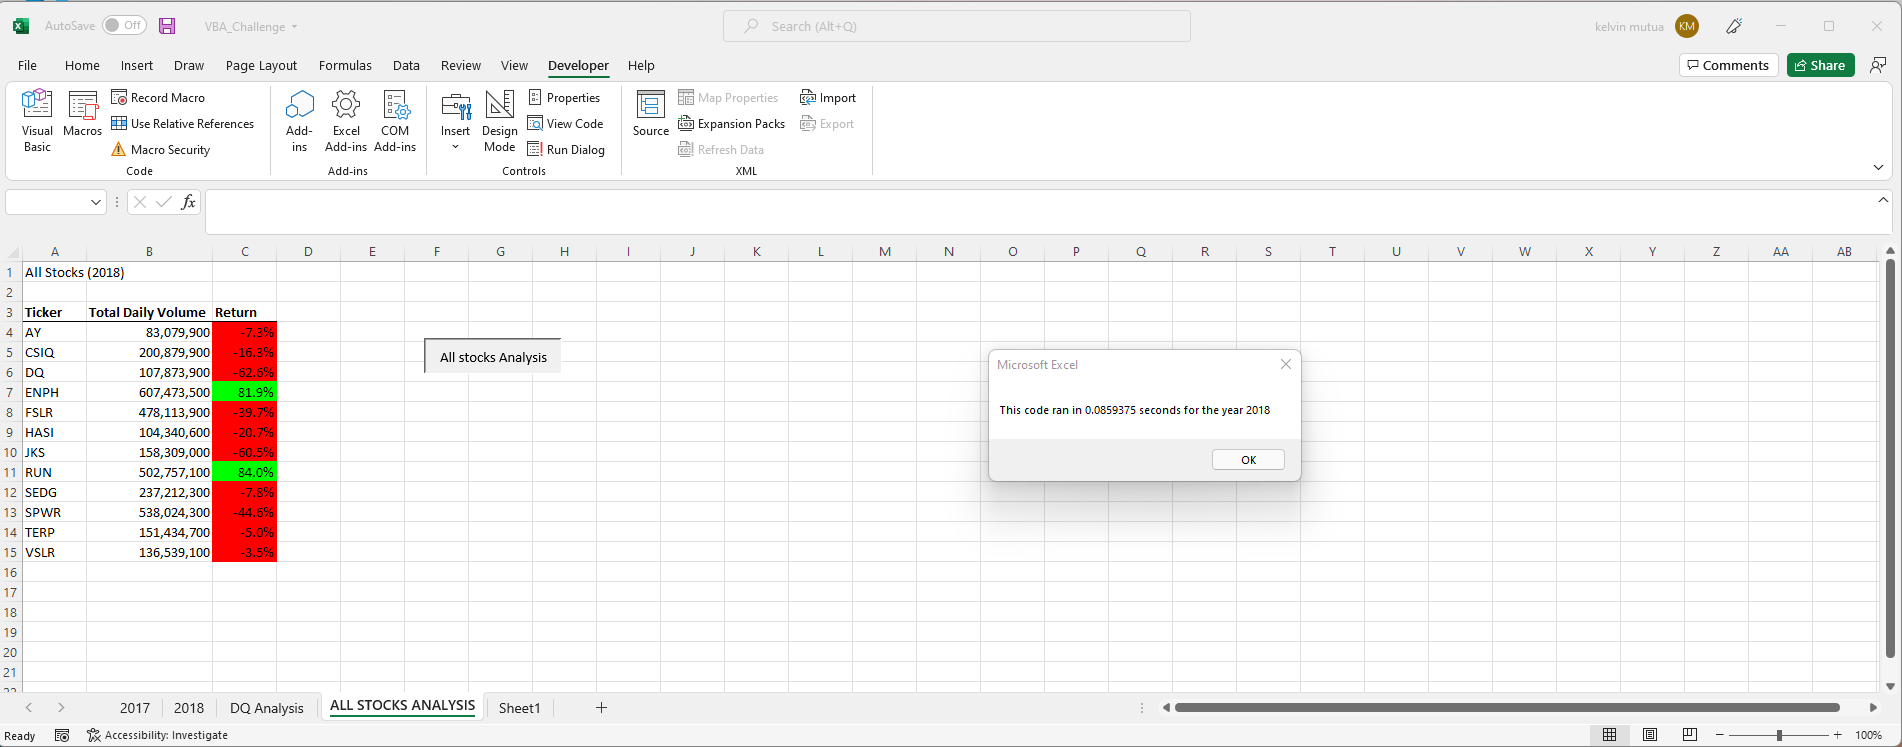 AutoSave Off VBA_Challenge Search (Alt+Q) kelvin mutua KM
File Home Insert Draw Page Layout Formulas Data Review View Developer Help Comments Share
Visual Basic
Macros
Record Macro
Use Relative References
Macro Security
Code
Add-ins
Excel Add-ins
COM Add-ins
Add-ins
Insert
Design Mode
Properties
View Code
Run Dialog
Controls
Source
Map Properties
Expansion Packs
Refresh Data
Import
Export
XML
fx
A B C D E F G H I J K L M N O P Q R S T U V W X Y Z AA AB
1 All Stocks (2018)
2
3 Ticker Total Daily Volume Return
4 AY 83,079,900 -7.3%
5 CSIQ 200,879,900 -16.3%
6 DQ 107,873,900 -62.6%
7 ENPH 607,473,500 81.9%
8 FSLR 478,113,900 -39.7%
9 HASI 104,340,600 -20.7%
10 JKS 158,309,000 -60.5%
11 RUN 502,757,100 84.0%
12 SEDG 237,212,300 -7.8%
13 SPWR 538,024,300 -44.6%
14 TERP 151,434,700 -5.0%
15 VSLR 136,539,100 -3.5%
16
17
18
19
20
21
22
All stocks Analysis
Microsoft Excel
This code ran in 0.0859375 seconds for the year 2018
OK
2017 2018 DQ Analysis ALL STOCKS ANALYSIS Sheet1
Ready Accessibility: Investigate 100%